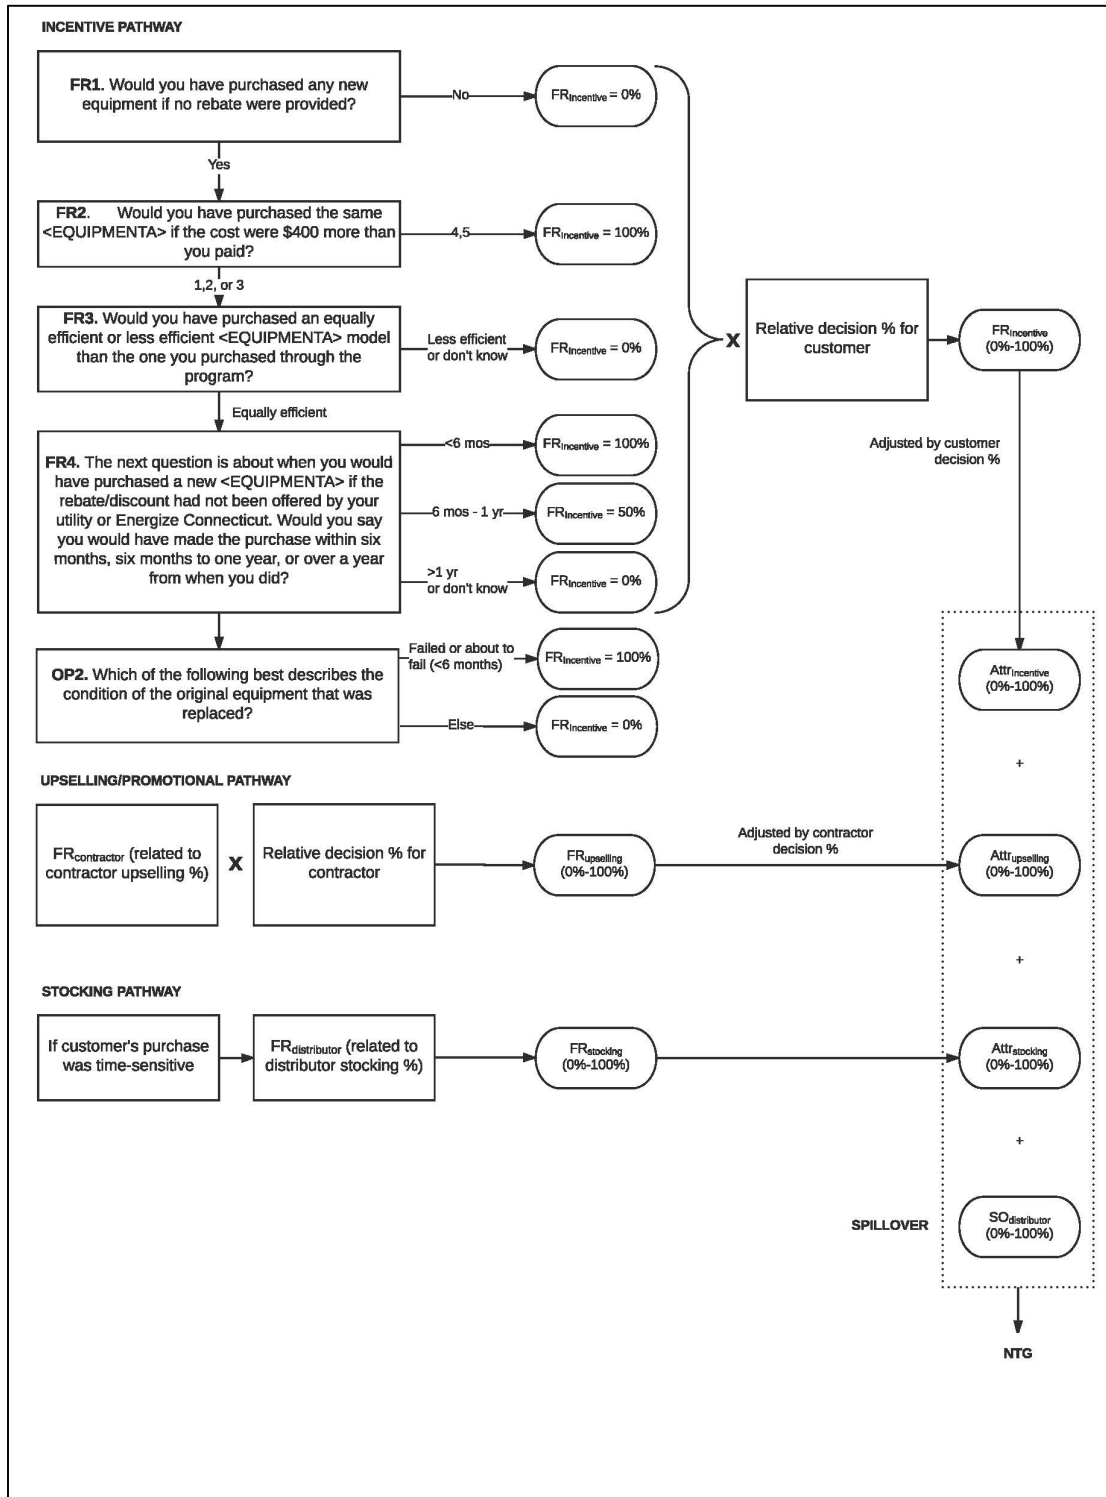 INCENTIVE PATHWAY
FR1. Would you have purchased any new
equipment if no rebate were provided?
No
FRIncentive = 0%
Yes
FR2. Would you have purchased the same
<EQUIPMENTA> if the cost were $400 more than
you paid?
4,5
FRIncentive = 100%
1,2, or 3
FR3. Would you have purchased an equally
efficient or less efficient <EQUIPMENTA> model
than the one you purchased through the
program?
Less efficient
or don't know
FRIncentive = 0%
Equally efficient
FR4. The next question is about when you would
have purchased a new <EQUIPMENTA> if the
rebate/discount had not been offered by your
utility or Energize Connecticut. Would you say
you would have made the purchase within six
months, six months to one year, or over a year
from when you did?
<6 mos
FRIncentive = 100%
6 mos - 1 yr
FRIncentive = 50%
>1 yr
or don't know
FRIncentive = 0%
X
Relative decision % for
customer
FRIncentive
(0%-100%)
Adjusted by customer
decision %
OP2. Which of the following best describes the
condition of the original equipment that was
replaced?
Failed or about to
fail (<6 months)
FRIncentive = 100%
Else
FRIncentive = 0%
AttrIncentive
(0%-100%)
+
UPSELLING/PROMOTIONAL PATHWAY
FRcontractor (related to
contractor upselling %)
X
Relative decision % for
contractor
FRupselling
(0%-100%)
Adjusted by contractor
decision %
Attrupselling
(0%-100%)
+
STOCKING PATHWAY
If customer's purchase
was time-sensitive
FRdistributor (related to
distributor stocking %)
FRstocking
(0%-100%)
Attrstocking
(0%-100%)
+
SPILLOVER
SOdistributor
(0%-100%)
NTG